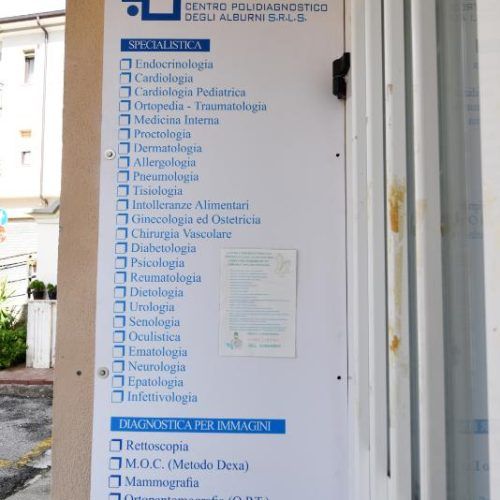 CENTRO POLIDIAGNOSTICO
DEGLI ALBURNI S.R.L.S.
SPECIALISTICA
Endocrinologia
Cardiologia
Cardiologia Pediatrica
Ortopedia - Traumatologia
Medicina Interna
Proctologia
Dermatologia
Allergologia
Pneumologia
Tisiologia
Intolleranze Alimentari
Ginecologia ed Ostetricia
Chirurgia Vascolare
Diabetologia
Psicologia
Reumatologia
Dietologia
Urologia
Senologia
Oculistica
Ematologia
Neurologia
Epatologia
Infettivologia
DIAGNOSTICA PER IMMAGINI
Rettoscopia
M.O.C. (Metodo Dexa)
Mammografia
Ortopantomografia (O.P.T.)